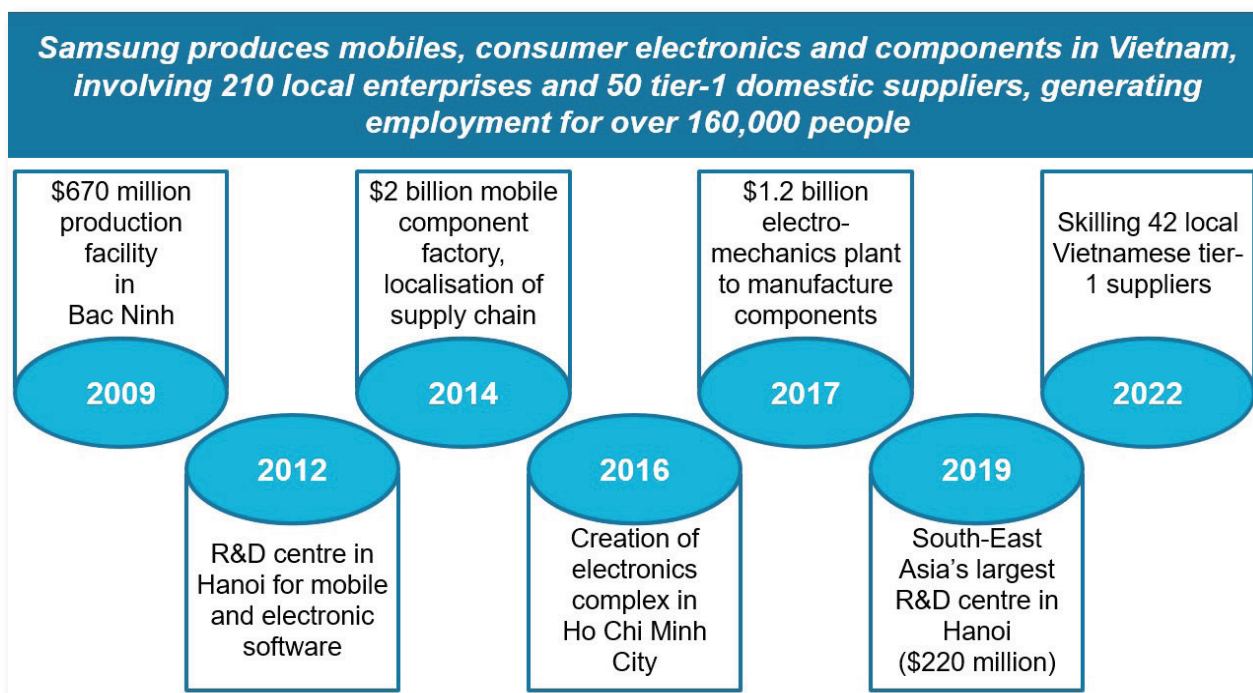 Samsung produces mobiles, consumer electronics and components in Vietnam,
involving 210 local enterprises and 50 tier-1 domestic suppliers, generating
employment for over 160,000 people
$670 million
production
facility
in
Bac Ninh
2009
2012
R&D centre in
Hanoi for mobile
and electronic
software
$2 billion mobile
component
factory,
localisation of
supply chain
2014
2016
Creation of
electronics
complex in
Ho Chi Minh
City
$1.2 billion
electro-
mechanics plant
to manufacture
components
2017
2019
South-East
Asia's largest
R&D centre in
Hanoi
($220 million)
Skilling 42 local
Vietnamese tier-
1 suppliers
2022